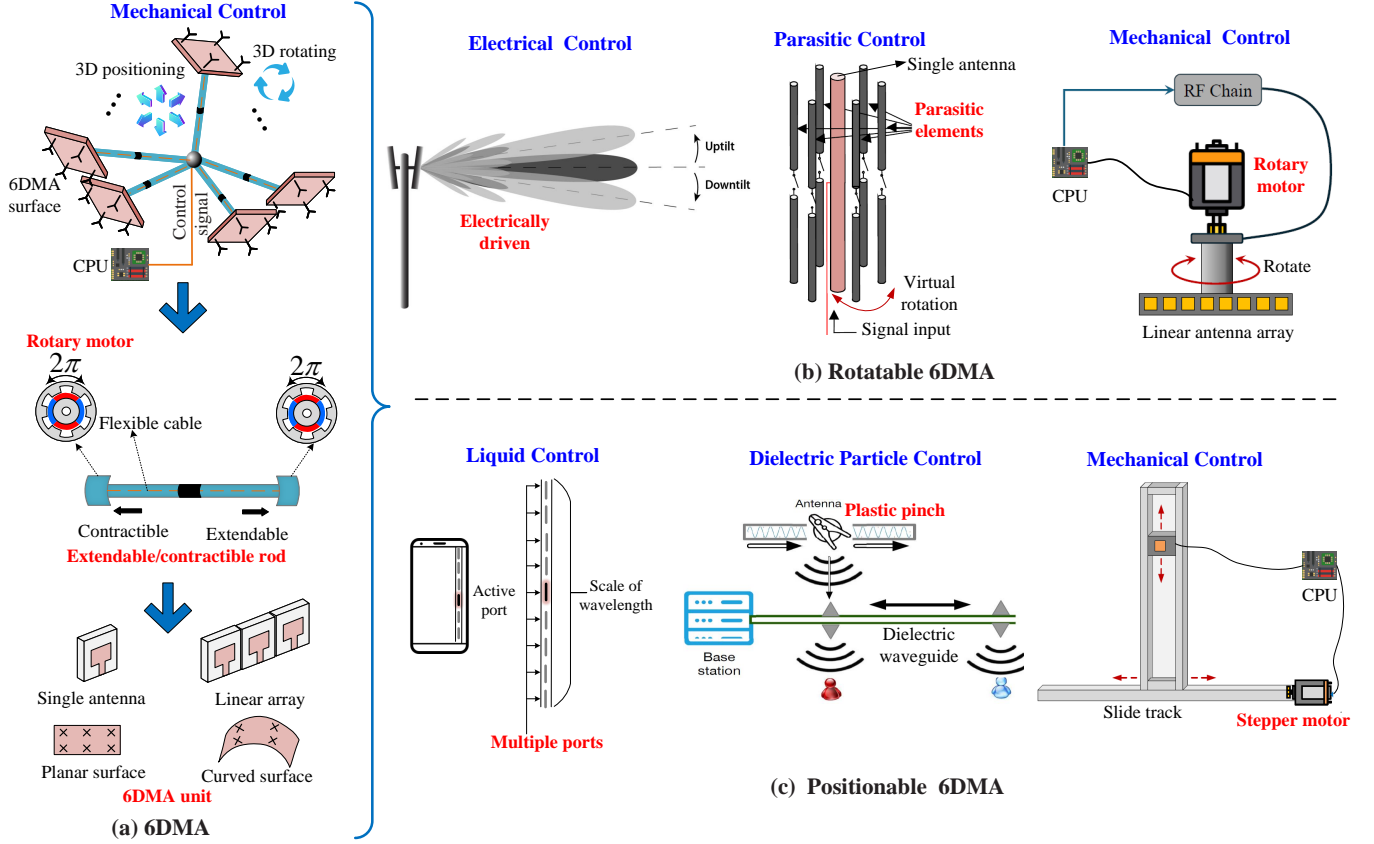 Mechanical Control
3D rotating
3D positioning
6DMA
surface
Control
signal
CPU
Rotary motor
2π
2π
Flexible cable
Contractible
Extendable
Extendable/contractible rod
Single antenna
Linear array
Planar surface
Curved surface
6DMA unit
(a) 6DMA
Electrical Control
Uptilt
Downtilt
Electrically
driven
Parasitic Control
Single antenna
Parasitic
elements
Virtual
rotation
Signal input
Mechanical Control
RF Chain
CPU
Rotary
motor
Rotate
Linear antenna array
(b) Rotatable 6DMA
Liquid Control
Active
port
Scale of
wavelength
Multiple ports
Dielectric Particle Control
Antenna
Plastic pinch
Base
station
Dielectric
waveguide
Mechanical Control
CPU
Slide track
Stepper motor
(c) Positionable 6DMA